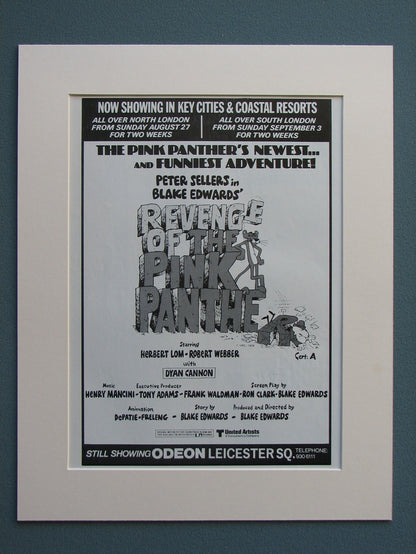 NOW SHOWING IN KEY CITIES & COASTAL RESORTS
ALL OVER NORTH LONDON
FROM SUNDAY AUGUST 27
FOR TWO WEEKS
ALL OVER SOUTH LONDON
FROM SUNDAY SEPTEMBER 3
FOR TWO WEEKS
THE PINK PANTHER'S NEWEST...
AND FUNNIEST ADVENTURE!
PETER SELLERS in
BLAKE EDWARDS'
REVENGE
OF THE
PINK
PANTHE
Starring
HERBERT LOM - ROBERT WEBBER
with
DYAN CANNON
Cert: A
Music Executive Producer Screen Play by
HENRY MANCINI - TONY ADAMS - FRANK WALDMAN - RON CLARK - BLAKE EDWARDS
Animation Story by Produced and Directed by
DePATIE-FRELENG - BLAKE EDWARDS - BLAKE EDWARDS
United Artists
STILL SHOWING ODEON LEICESTER SQ. TELEPHONE:
930 6111